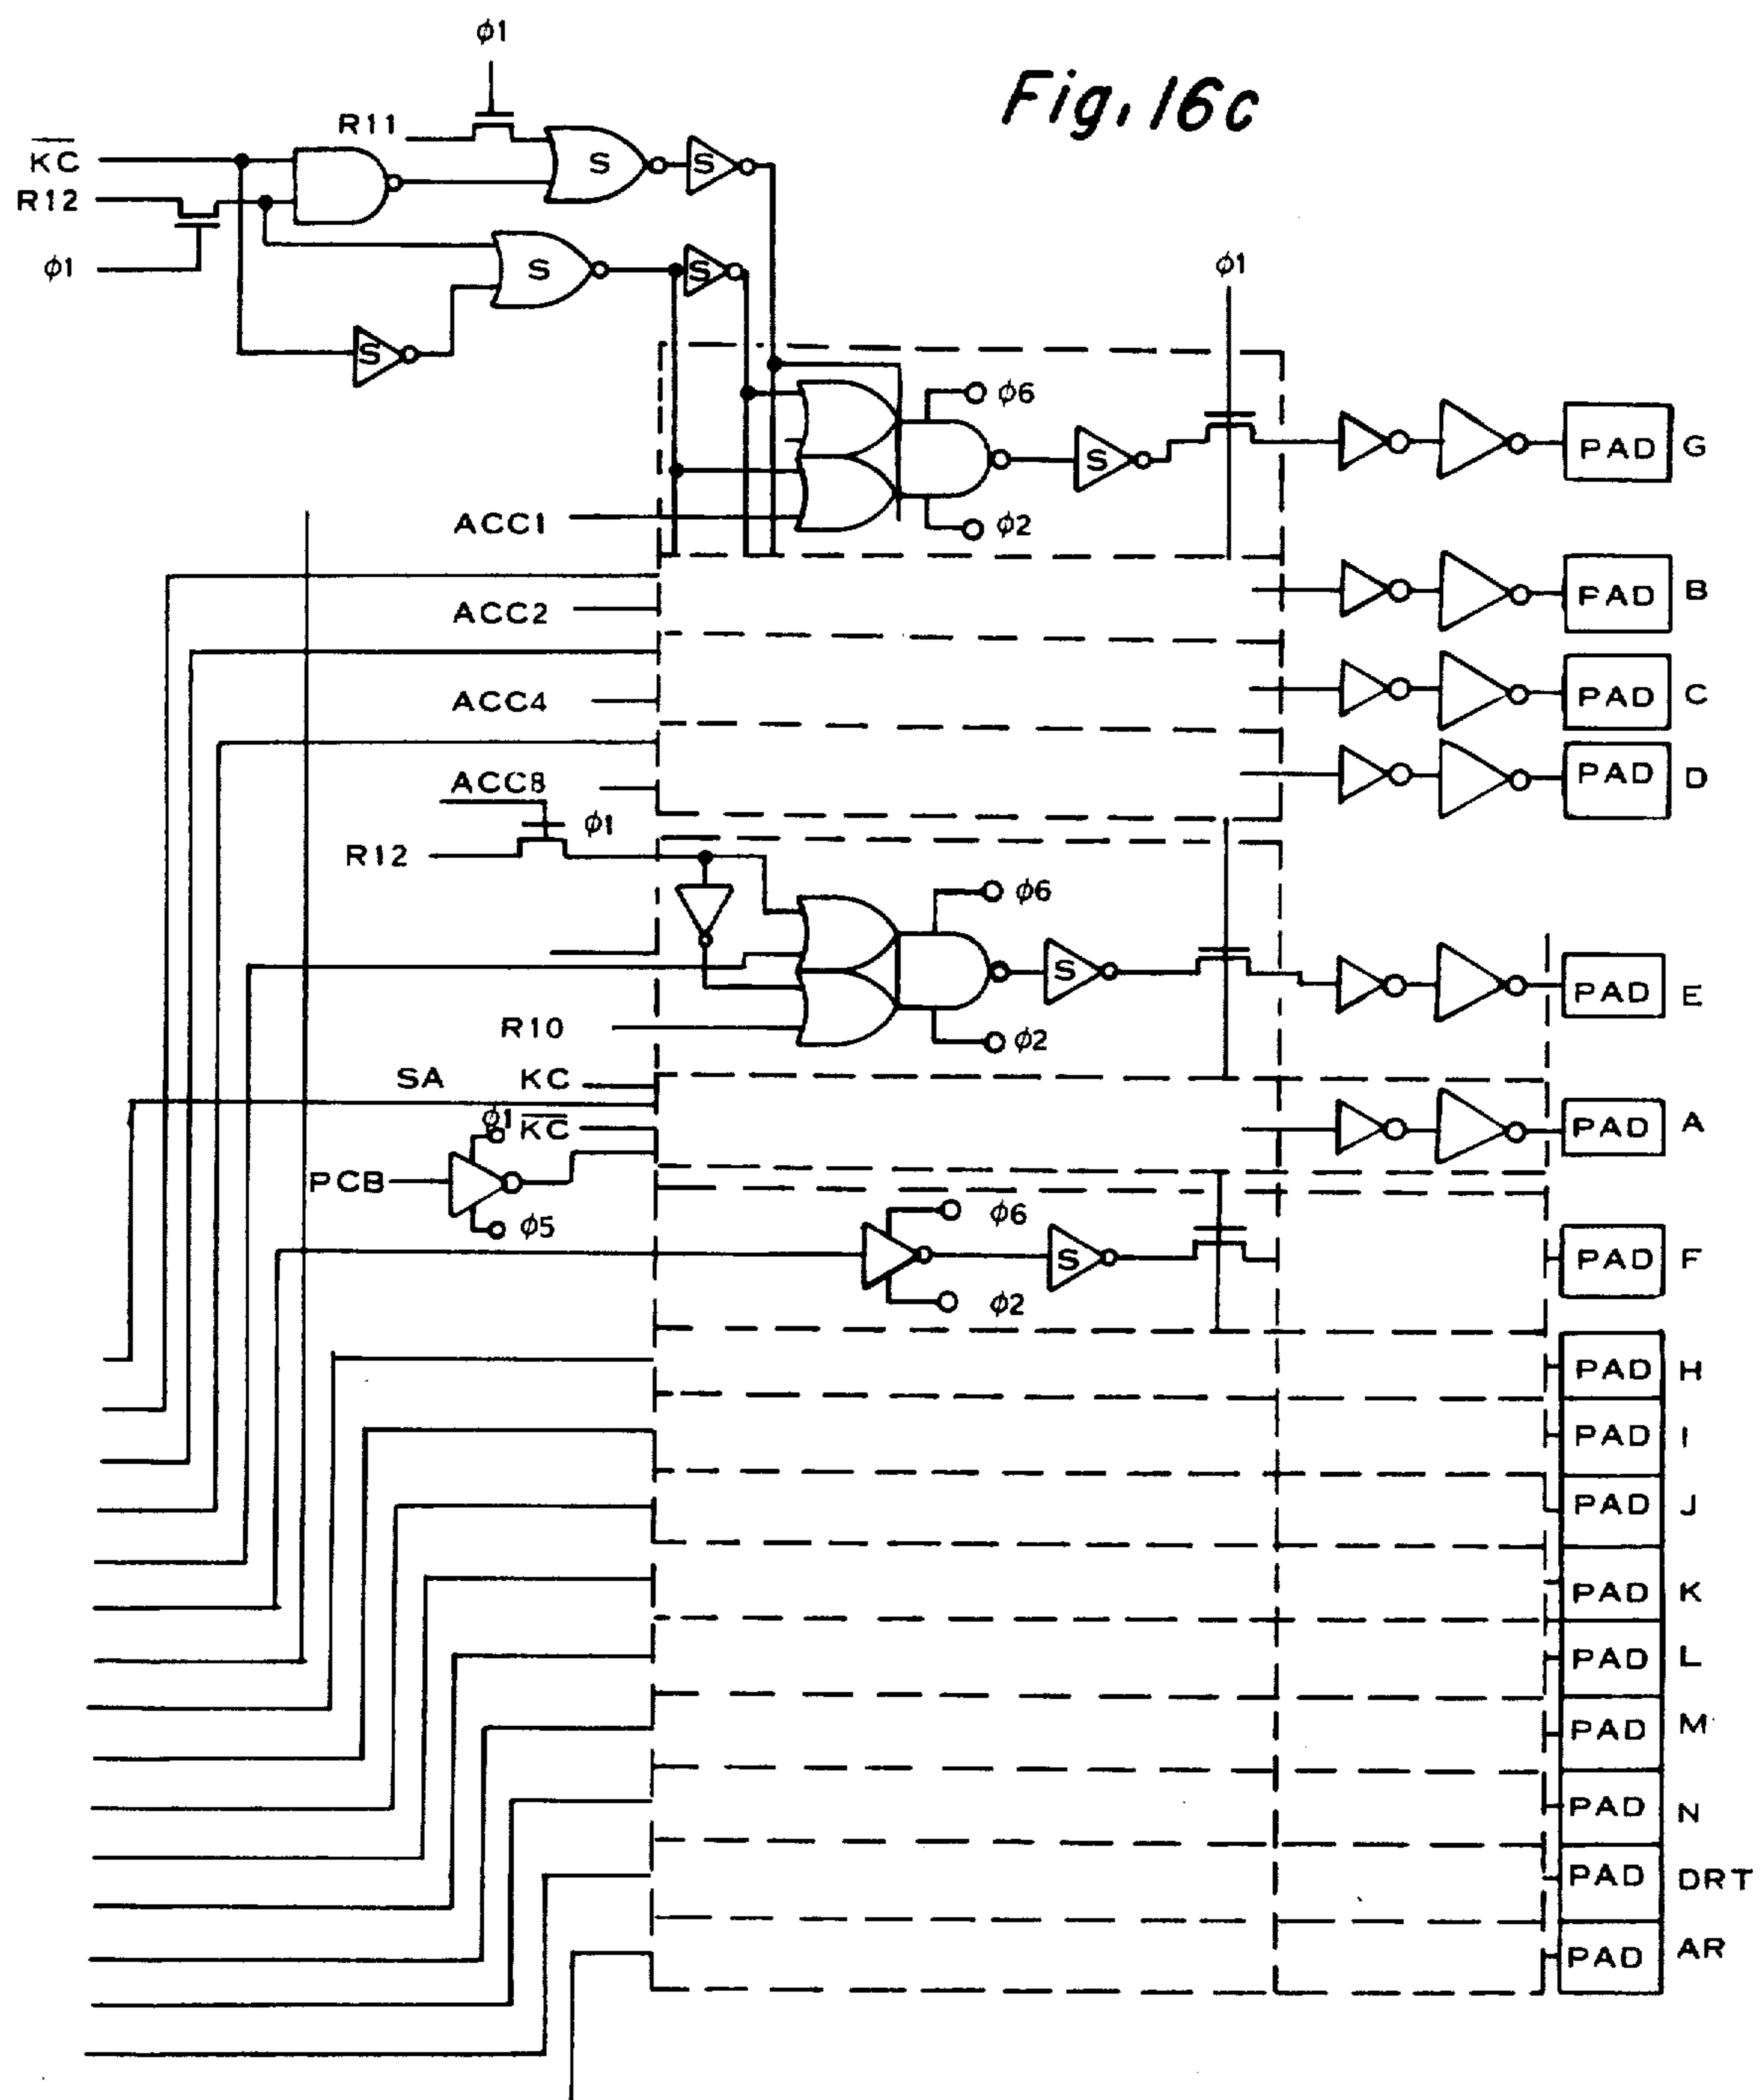 ϕ1
Fig. 16c
R11
K̅C̅
S
S
R12
ϕ1
S
S
ϕ1
S
ϕ6
S
PAD G
ACC1
ϕ2
PAD B
ACC2
PAD C
ACC4
PAD D
ACC8
ϕ1
R12
ϕ6
S
PAD E
R10
ϕ2
SA KC
ϕ1 K̅C̅
PAD A
PCB
ϕ5
ϕ6
S
PAD F
ϕ2
PAD H
PAD I
PAD J
PAD K
PAD L
PAD M
PAD N
PAD DRT
PAD AR